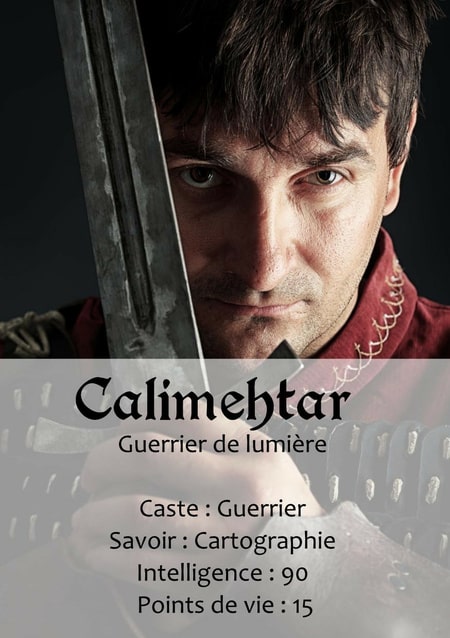 Calimehtar
Guerrier de lumière
Caste : Guerrier
Savoir : Cartographie
Intelligence : 90
Points de vie : 15